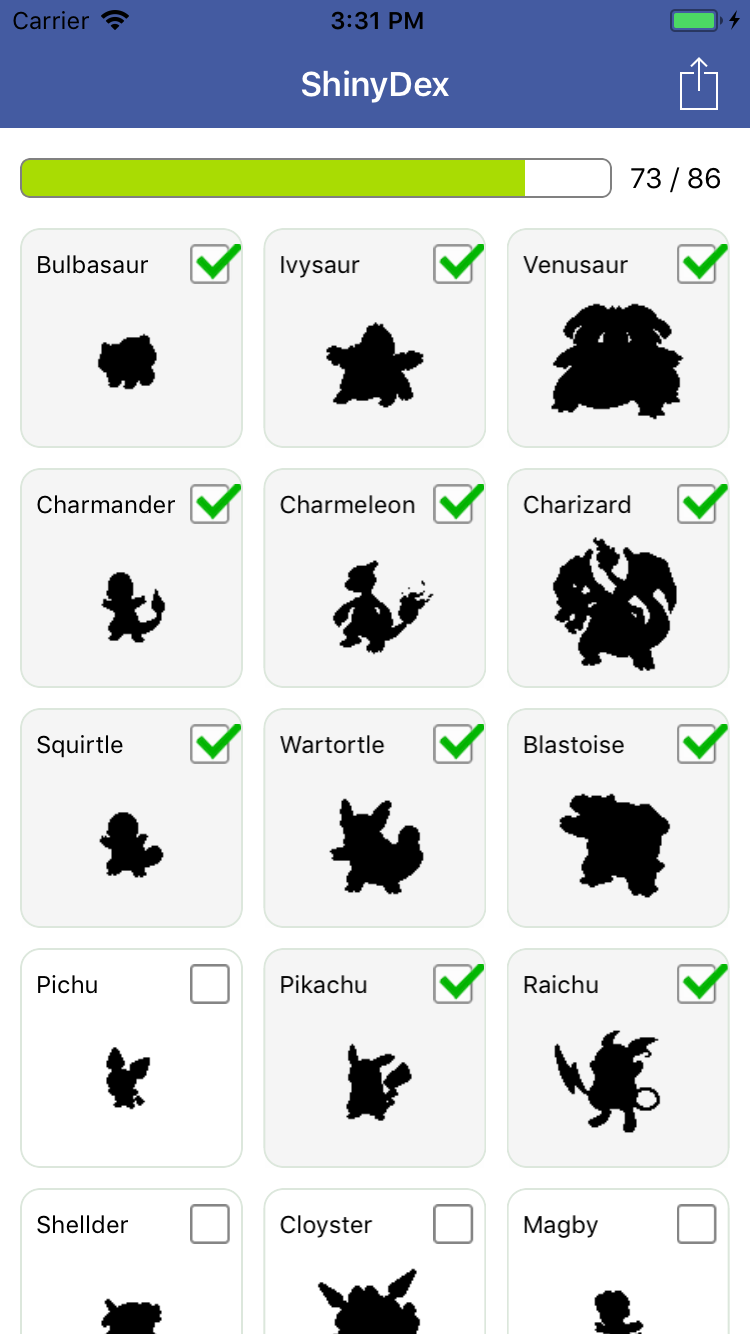 Carrier 3:31 PM
ShinyDex
73 / 86
Bulbasaur Ivysaur Venusaur
Charmander Charmeleon Charizard
Squirtle Wartortle Blastoise
Pichu Pikachu Raichu
Shellder Cloyster Magby